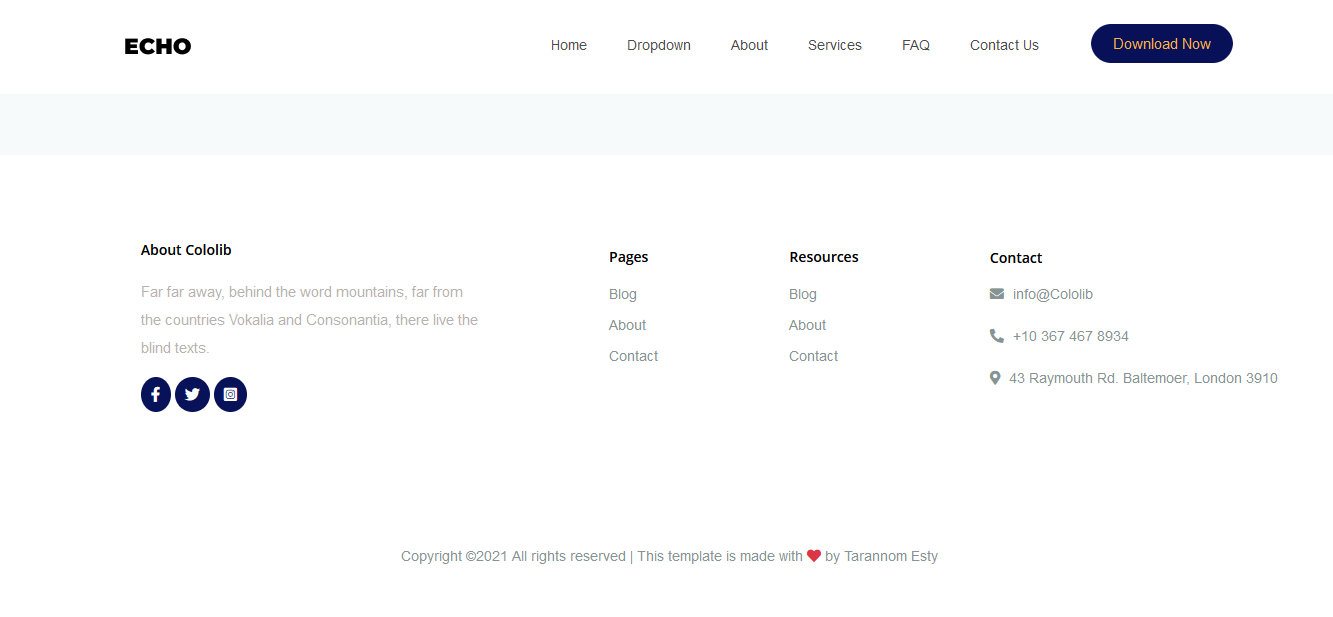 ECHO
Home Dropdown About Services FAQ Contact Us Download Now
About Cololib
Far far away, behind the word mountains, far from
the countries Vokalia and Consonantia, there live the
blind texts.
Pages
Blog
About
Contact
Resources
Blog
About
Contact
Contact
info@Cololib
+10 367 467 8934
43 Raymouth Rd. Baltemoer, London 3910
Copyright ©2021 All rights reserved | This template is made with ❤ by Tarannom Esty